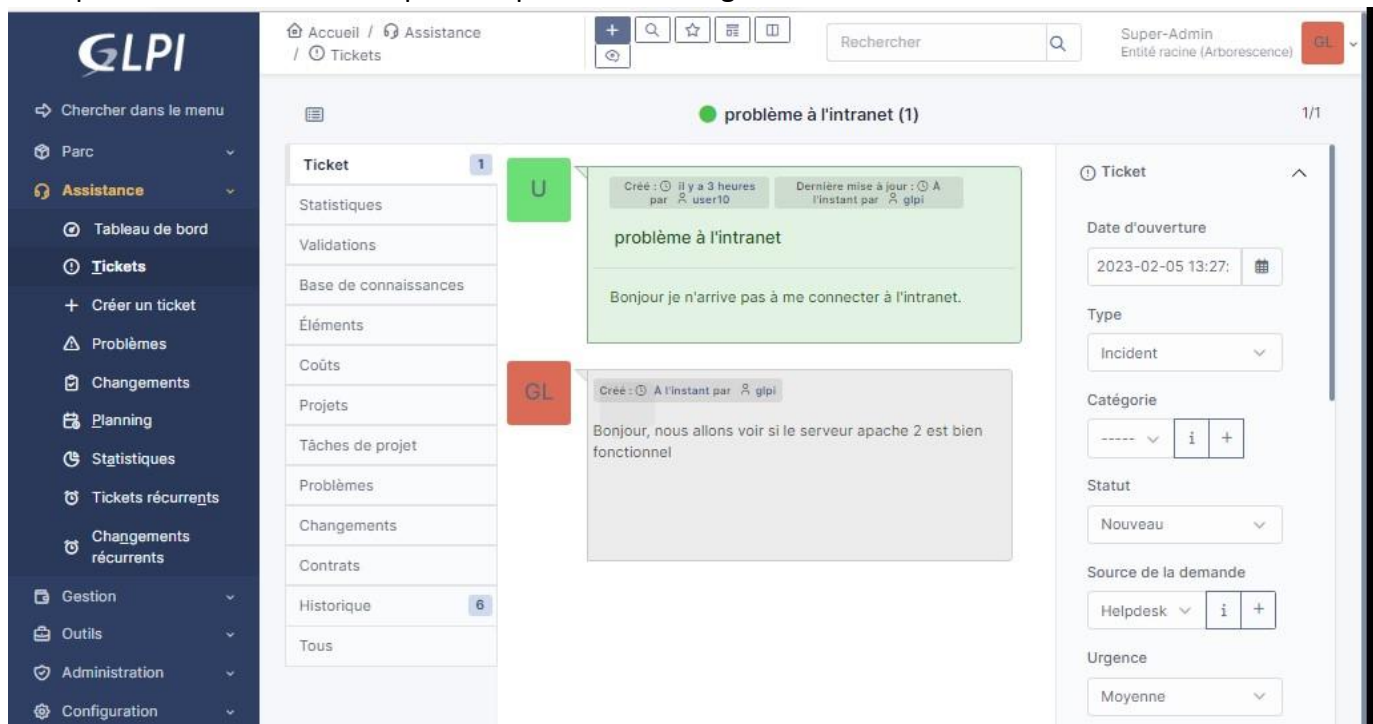 GLPI
Accueil / Assistance
/ Tickets
Rechercher
Super-Admin
Entité racine (Arborescence)
GL
Chercher dans le menu
Parc
Assistance
Tableau de bord
Tickets
Créer un ticket
Problèmes
Changements
Planning
Statistiques
Tickets récurrents
Changements
récurrents
Gestion
Outils
Administration
Configuration
problème à l'intranet (1)
1/1
Ticket 1
Statistiques
Validations
Base de connaissances
Éléments
Coûts
Projets
Tâches de projet
Problèmes
Changements
Contrats
Historique 6
Tous
U
Créé : il y a 3 heures
par user10
Dernière mise à jour : A
l'instant par glpi
problème à l'intranet
Bonjour je n'arrive pas à me connecter à l'intranet.
GL
Créé : A l'instant par glpi
Bonjour, nous allons voir si le serveur apache 2 est bien
fonctionnel
Ticket
Date d'ouverture
2023-02-05 13:27:
Type
Incident
Catégorie
----- i +
Statut
Nouveau
Source de la demande
Helpdesk i +
Urgence
Moyenne